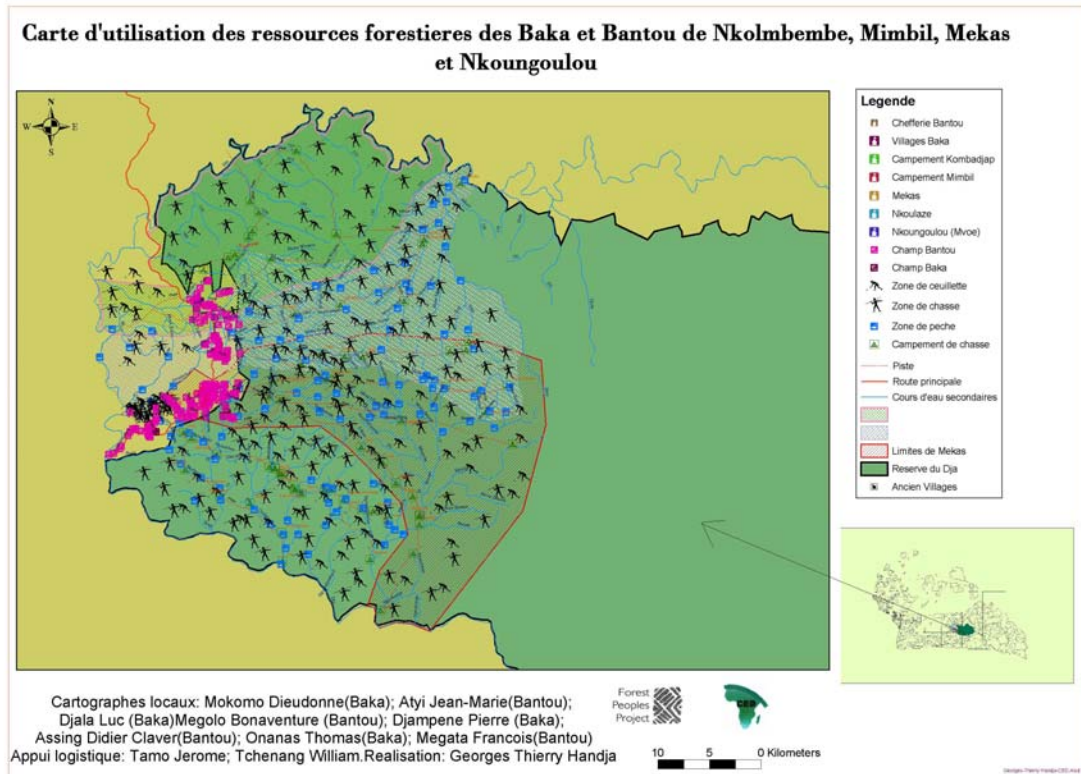 Carte d'utilisation des ressources forestieres des Baka et Bantou de Nkolmbembe, Mimbil, Mekas
et Nkoungoulou
N
W E
S
Legende
Chefferie Bantou
Villages Baka
Campement Kombadjap
Campement Mimbil
Mekas
Nkoulaze
Nkoungoulou (Mvoe)
Champ Bantou
Champ Baka
Zone de ceuillette
Zone de chasse
Zone de peche
Campement de chasse
Piste
Route principale
Cours d'eau secondaires
Limites de Mekas
Reserve du Dja
Ancien Villages
Cartographes locaux: Mokomo Dieudonne(Baka); Atyi Jean-Marie(Bantou);
Djala Luc (Baka)Megolo Bonaventure (Bantou); Djampene Pierre (Baka);
Assing Didier Claver(Bantou); Onanas Thomas(Baka); Megata Francois(Bantou)
Appui logistique: Tamo Jerome; Tchenang William.Realisation: Georges Thierry Handja
Forest
Peoples
Project
CED
10 5 0 Kilometers